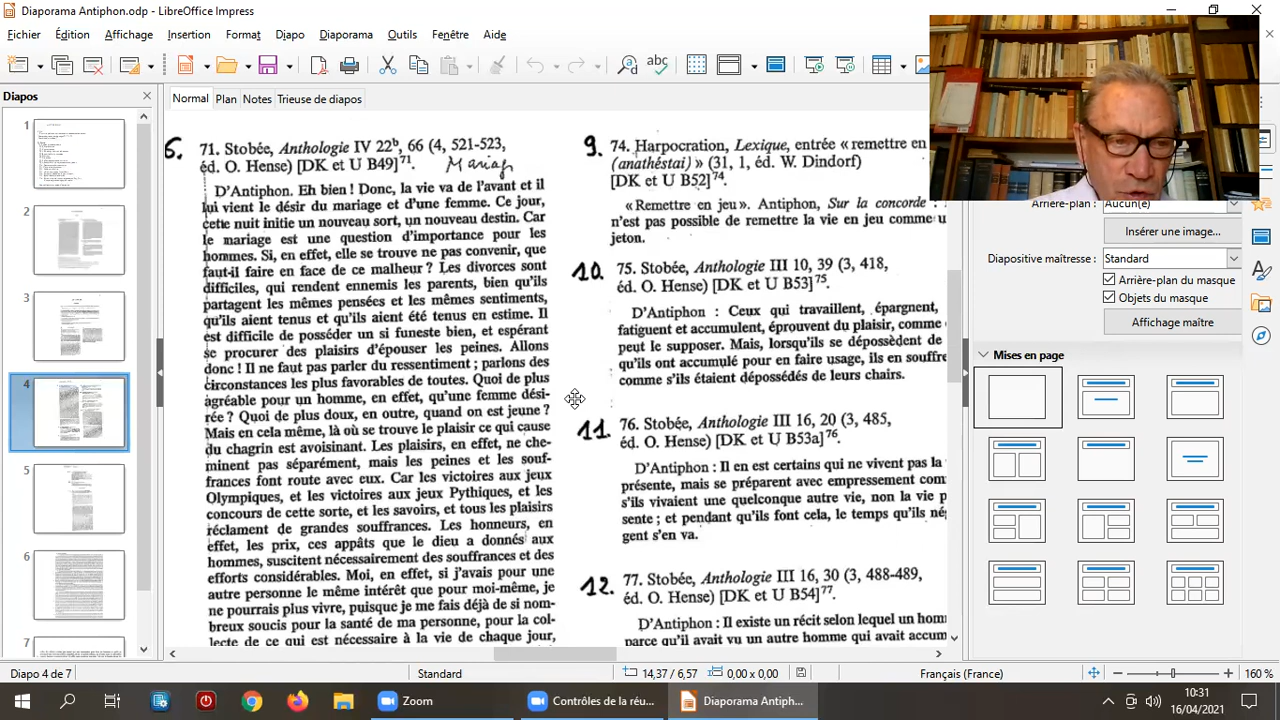 Diaporama Antiphon.odp - LibreOffice Impress
Fichier Édition Affichage Insertion Format Diapo Diaporama Outils Fenêtre Aide
Diapos
Normal Plan Notes Trieuse de diapos
1
2
3
4
5
6
7
6. 71. Stobée, Anthologie IV 22ᵇ, 66 (4, 521-523,
éd. O. Hense) [DK et U B49]⁷¹. Mariage
D'Antiphon. Eh bien ! Donc, la vie va de l'avant et il
lui vient le désir du mariage et d'une femme. Ce jour,
cette nuit initie un nouveau sort, un nouveau destin. Car
le mariage est une question d'importance pour les
hommes. Si, en effet, elle se trouve ne pas convenir, que
faut-il faire en face de ce malheur ? Les divorces sont
difficiles, qui rendent ennemis les parents, bien qu'ils
partagent les mêmes pensées et les mêmes sentiments,
qu'ils aient tenus et qu'ils aient été tenus en estime. Il
est difficile de posséder un si funeste bien, et espérant
se procurer des plaisirs d'épouser les peines. Allons
donc ! Il ne faut pas parler du ressentiment ; parlons des
circonstances les plus favorables de toutes. Quoi de plus
agréable pour un homme, en effet, qu'une femme dési-
rée ? Quoi de plus doux, en outre, quand on est jeune ?
Mais en cela même, là où se trouve le plaisir ce qui cause
du chagrin est avoisinant. Les plaisirs, en effet, ne che-
minent pas séparément, mais les peines et les souf-
frances font route avec eux. Car les victoires aux jeux
Olympiques, et les victoires aux jeux Pythiques, et les
concours de cette sorte, et les savoirs, et tous les plaisirs
réclament de grandes souffrances. Les honneurs, en
effet, les prix, ces appâts que le dieu a donnés aux
hommes, suscitent nécessairement des souffrances et des
efforts considérables. Moi, en effet, si j'avais pour une
autre personne le même intérêt que pour moi-même, je
ne pourrais plus vivre, puisque je me fais déjà de si nom-
breux soucis pour la santé de ma personne, pour la col-
lecte de ce qui est nécessaire à la vie de chaque jour,
9. 74. Harpocration, Lexique, entrée « remettre en
(anathéstai) » (31, 1, éd. W. Dindorf)
[DK et U B52]⁷⁴.
« Remettre en jeu». Antiphon, Sur la concorde :
n'est pas possible de remettre la vie en jeu comme
jeton.
10. 75. Stobée, Anthologie III 10, 39 (3, 418,
éd. O. Hense) [DK et U B53]⁷⁵.
D'Antiphon : Ceux qui travaillent, épargnent,
fatiguent et accumulent, éprouvent du plaisir, comme
peut le supposer. Mais, lorsqu'ils se dépossèdent de
qu'ils ont accumulé pour en faire usage, ils en souffre
comme s'ils étaient dépossédés de leurs chairs.
11. 76. Stobée, Anthologie III 16, 20 (3, 485,
éd. O. Hense) [DK et U B53a]⁷⁶.
D'Antiphon : Il en est certains qui ne vivent pas la
présente, mais se préparent avec empressement com
s'ils vivaient une quelconque autre vie, non la vie p
sente ; et pendant qu'ils font cela, le temps qu'ils né
gent s'en va.
12. 77. Stobée, Anthologie III 16, 30 (3, 488-489,
éd. O. Hense) [DK et U B54]⁷⁷.
D'Antiphon : Il existe un récit selon lequel un hom
parce qu'il avait vu un autre homme qui avait accum
Arrière-plan : Aucun(e)
Insérer une image...
Diapositive maîtresse : Standard
Arrière-plan du masque
Objets du masque
Affichage maître
Mises en page
Diapo 4 de 7 Standard 14,37 / 6,57 0,00 x 0,00 Français (France) 160 %
Zoom Contrôles de la réu... Diaporama Antiph... 10:31
16/04/2021